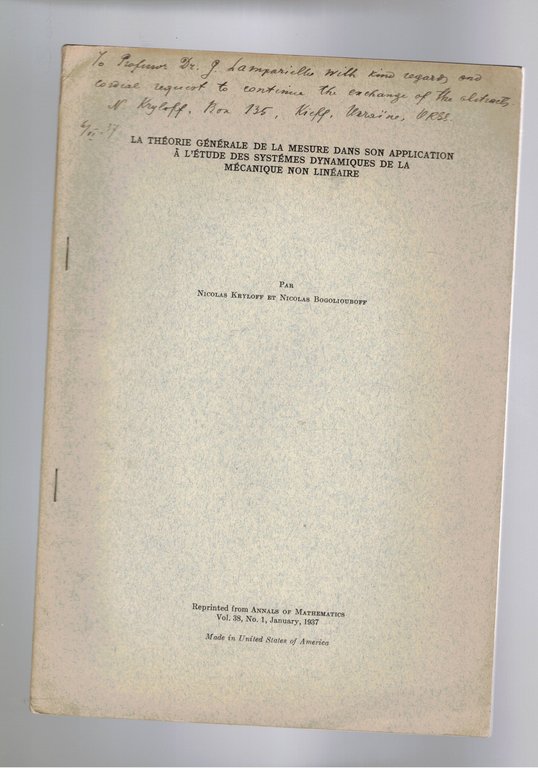 To Professor Dr. G. Lampariello with kind regards and
cordial request to continue the exchange of the abstracts.
N. Kryloff, Box 135, Kieff, Ukraïne, URSS.
37
LA THÉORIE GÉNÉRALE DE LA MESURE DANS SON APPLICATION
À L'ÉTUDE DES SYSTÈMES DYNAMIQUES DE LA
MÉCANIQUE NON LINÉAIRE
PAR
NICOLAS KRYLOFF ET NICOLAS BOGOLIOUBOFF
Reprinted from ANNALS OF MATHEMATICS
Vol. 38, No. 1, January, 1937
Made in United States of America